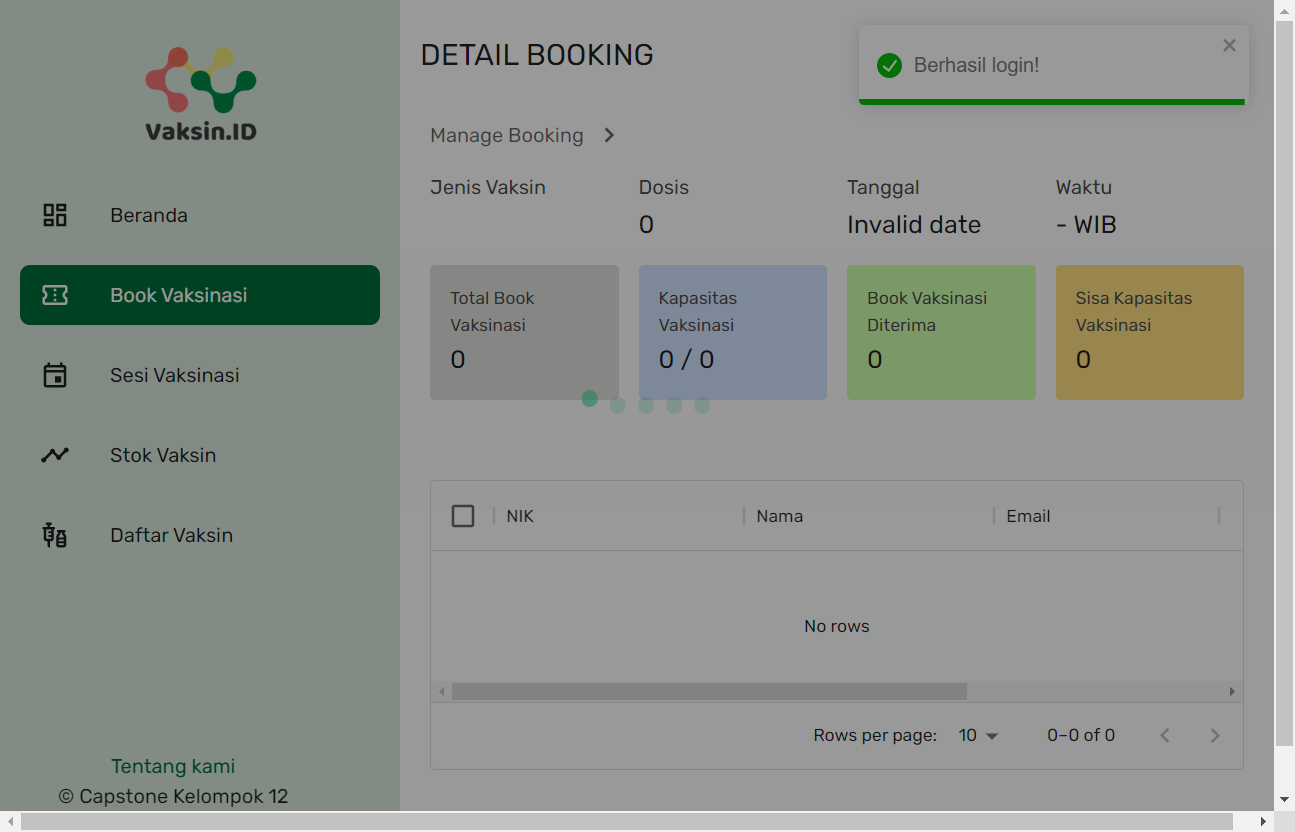 Vaksin.ID
Beranda
Book Vaksinasi
Sesi Vaksinasi
Stok Vaksin
Daftar Vaksin
Tentang kami
© Capstone Kelompok 12
DETAIL BOOKING
Berhasil login!
Manage Booking
Jenis Vaksin
Dosis
0
Tanggal
Invalid date
Waktu
- WIB
Total Book
Vaksinasi
0
Kapasitas
Vaksinasi
0 / 0
Book Vaksinasi
Diterima
0
Sisa Kapasitas
Vaksinasi
0
NIK
Nama
Email
No rows
Rows per page: 10
0–0 of 0